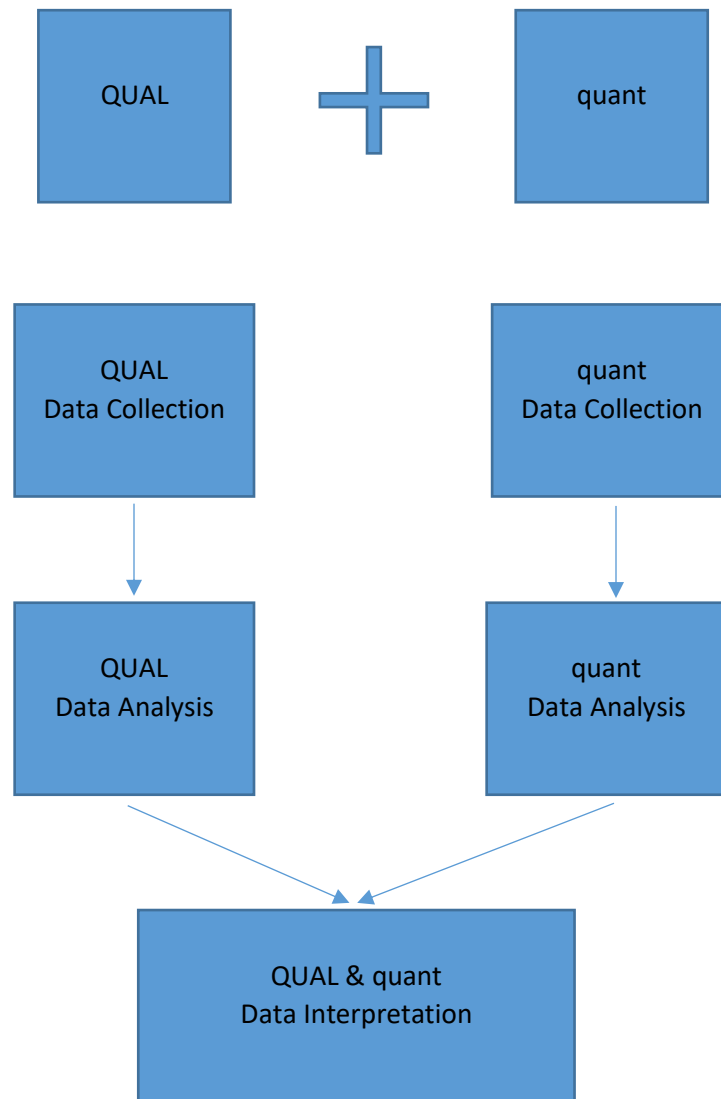 QUAL
quant
QUAL
Data Collection
quant
Data Collection
QUAL
Data Analysis
quant
Data Analysis
QUAL & quant
Data Interpretation